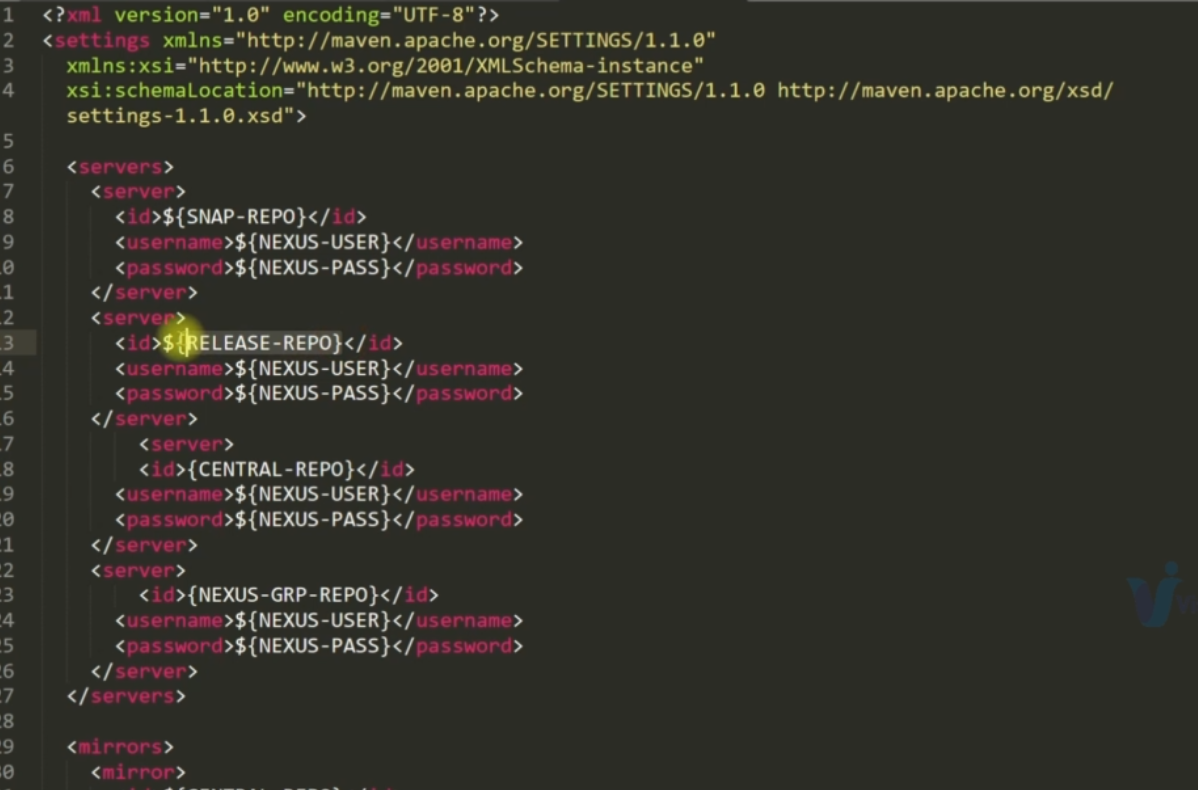 1 <?xml version="1.0" encoding="UTF-8"?>
2 <settings xmlns="http://maven.apache.org/SETTINGS/1.1.0"
3 xmlns:xsi="http://www.w3.org/2001/XMLSchema-instance"
4 xsi:schemaLocation="http://maven.apache.org/SETTINGS/1.1.0 http://maven.apache.org/xsd/
settings-1.1.0.xsd">
5
6 <servers>
7 <server>
8 <id>${SNAP-REPO}</id>
9 <username>${NEXUS-USER}</username>
10 <password>${NEXUS-PASS}</password>
11 </server>
12 <server>
13 <id>${RELEASE-REPO}</id>
14 <username>${NEXUS-USER}</username>
15 <password>${NEXUS-PASS}</password>
16 </server>
17 <server>
18 <id>{CENTRAL-REPO}</id>
19 <username>${NEXUS-USER}</username>
20 <password>${NEXUS-PASS}</password>
21 </server>
22 <server>
23 <id>{NEXUS-GRP-REPO}</id>
24 <username>${NEXUS-USER}</username>
25 <password>${NEXUS-PASS}</password>
26 </server>
27 </servers>
28
29 <mirrors>
30 <mirror>